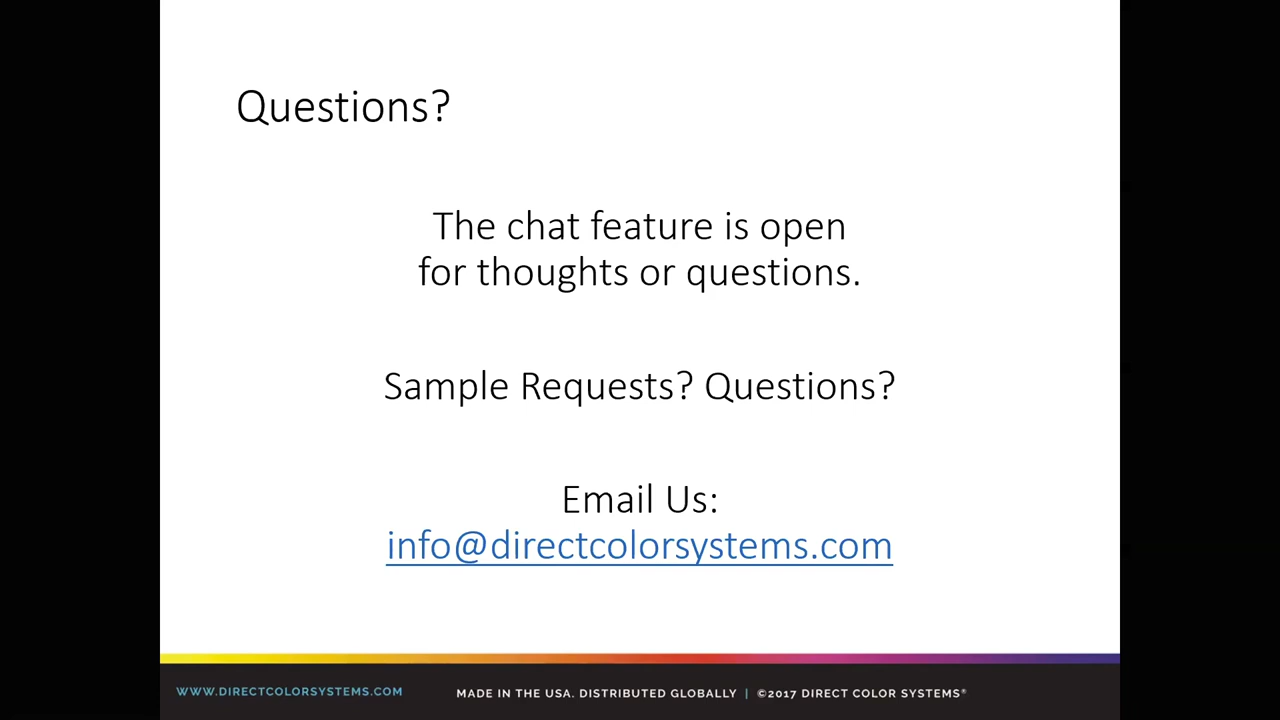 Questions?
The chat feature is open
for thoughts or questions.
Sample Requests? Questions?
Email Us:
info@directcolorsystems.com
WWW.DIRECTCOLORSYSTEMS.COM
MADE IN THE USA. DISTRIBUTED GLOBALLY | ©2017 DIRECT COLOR SYSTEMS®